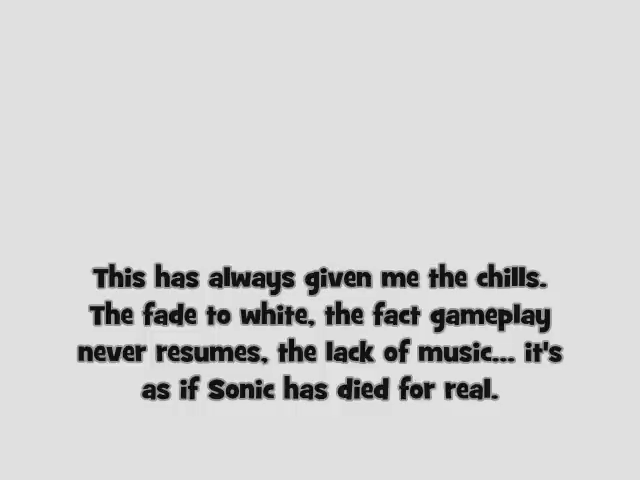 This has always given me the chills.
The fade to white, the fact gameplay
never resumes, the lack of music... it's
as if Sonic has died for real.